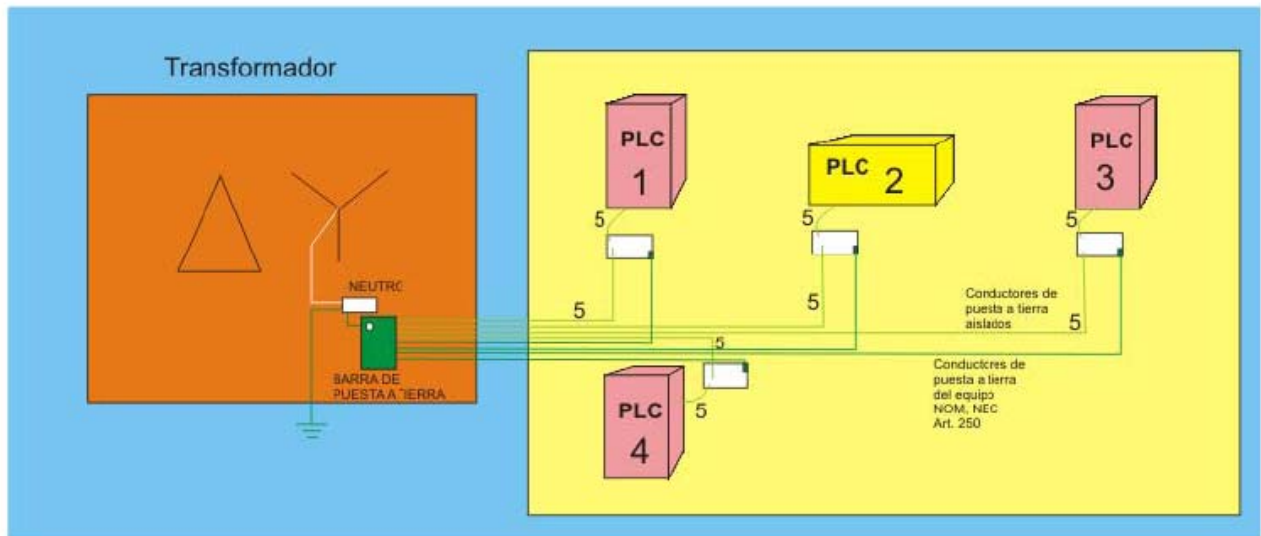 Transformador
NEUTRO
BARRA DE
PUESTA A TIERRA
PLC
1
5
PLC 2
5
PLC
3
5
5
5
Conductores de
puesta a tierra
aislados
5
5
PLC
4
5
Conductores de
puesta a tierra
del equipo
NOM, NEC
Art. 250